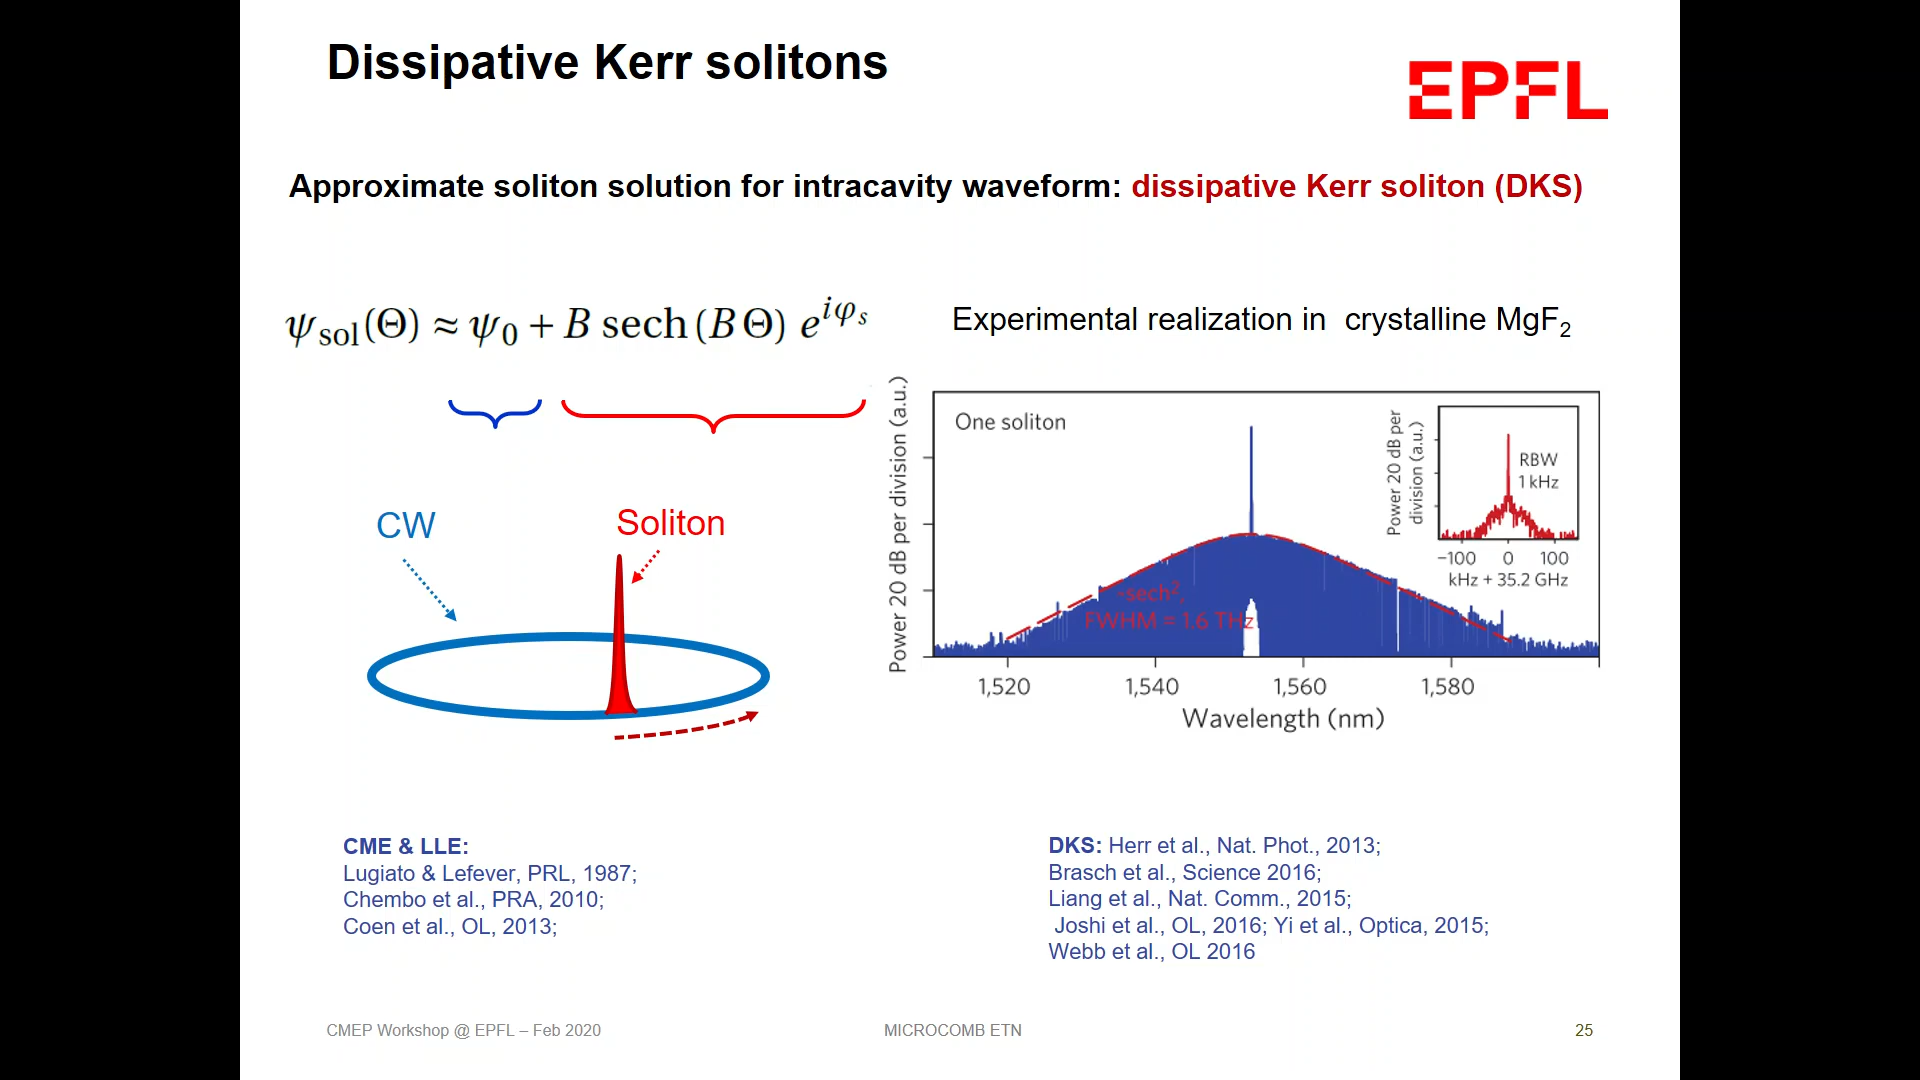 Dissipative Kerr solitons
EPFL
Approximate soliton solution for intracavity waveform: dissipative Kerr soliton (DKS)
ψsol(Θ) ≈ ψ0 + B sech (BΘ) e^{iφs}
Experimental realization in crystalline MgF2
CW
Soliton
Power 20 dB per division (a.u.)
One soliton
Power 20 dB per
division (a.u.)
RBW
1 kHz
−100 0 100
kHz + 35.2 GHz
-sech²,
FWHM = 1.6 THz
1,520 1,540 1,560 1,580
Wavelength (nm)
CME & LLE:
Lugiato & Lefever, PRL, 1987;
Chembo et al., PRA, 2010;
Coen et al., OL, 2013;
DKS: Herr et al., Nat. Phot., 2013;
Brasch et al., Science 2016;
Liang et al., Nat. Comm., 2015;
Joshi et al., OL, 2016; Yi et al., Optica, 2015;
Webb et al., OL 2016
CMEP Workshop @ EPFL – Feb 2020
MICROCOMB ETN
25